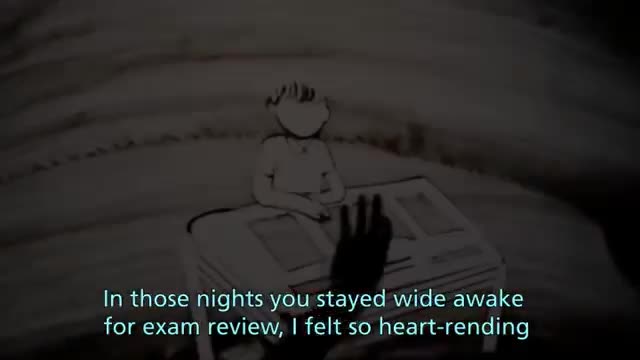 In those nights you stayed wide awake
for exam review, I felt so heart-rending